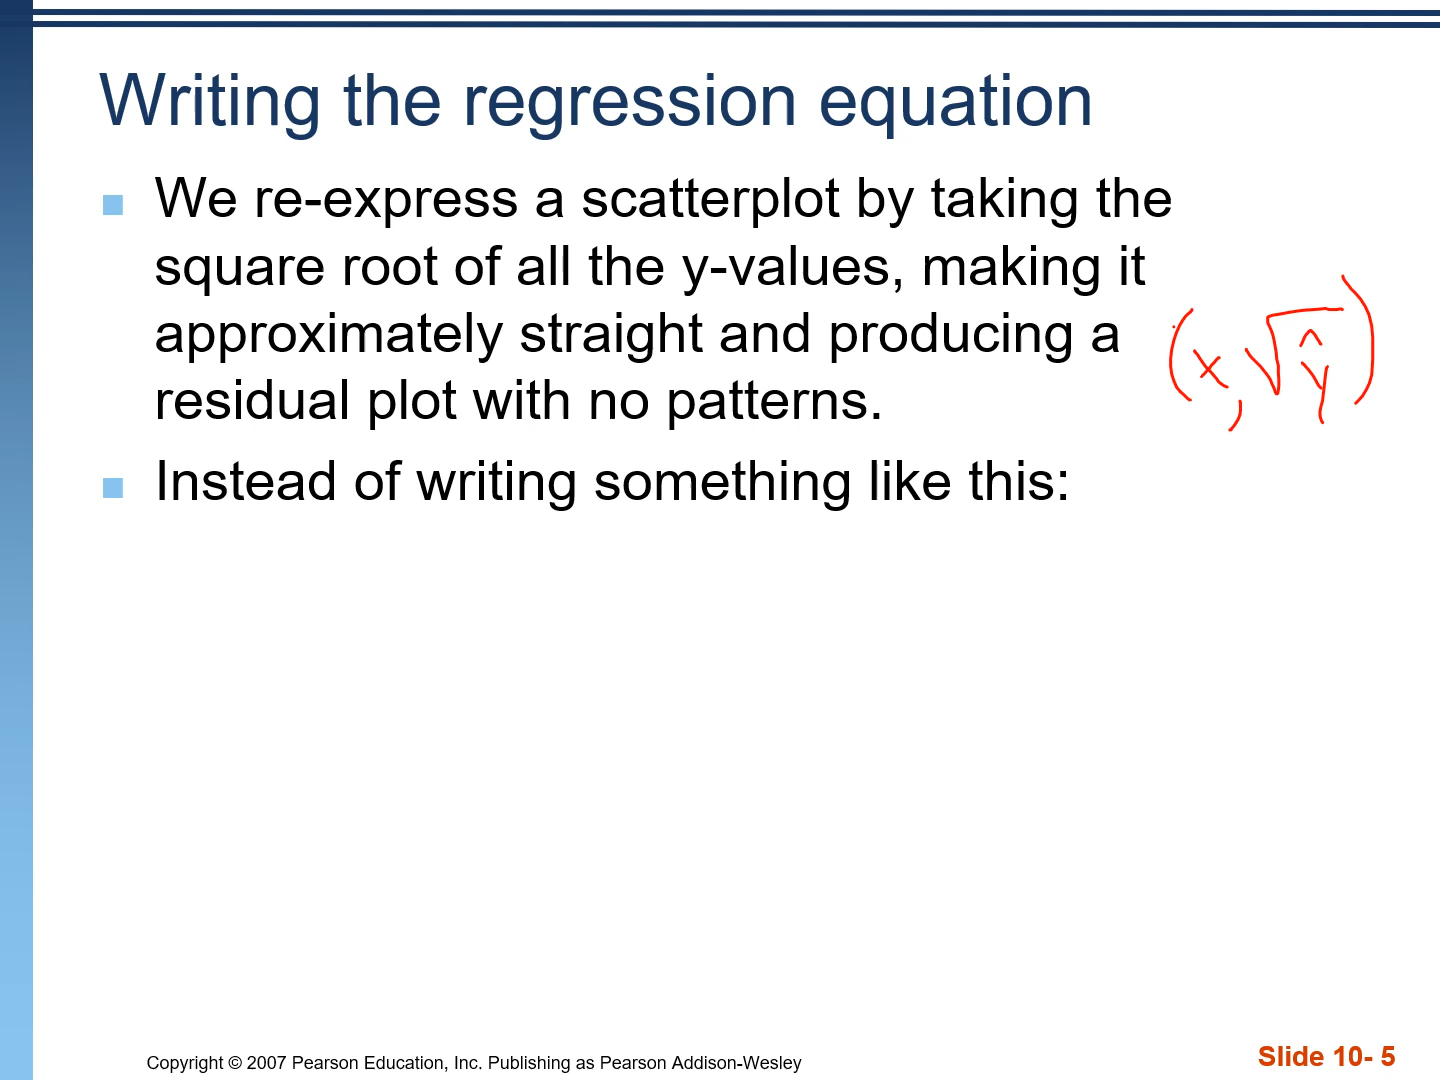 Writing the regression equation
We re-express a scatterplot by taking the
square root of all the y-values, making it
approximately straight and producing a
residual plot with no patterns.
(x, √ŷ)
Instead of writing something like this:
Copyright © 2007 Pearson Education, Inc. Publishing as Pearson Addison-Wesley
Slide 10- 5